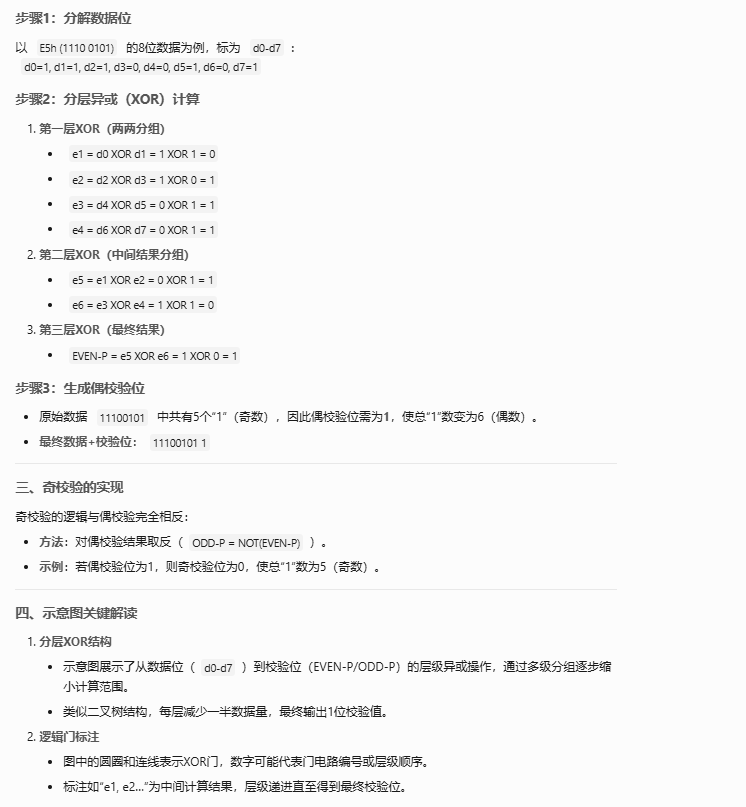 步骤1：分解数据位
以 E5h (1110 0101) 的8位数据为例，标为 d0-d7 ：
d0=1, d1=1, d2=1, d3=0, d4=0, d5=1, d6=0, d7=1
步骤2：分层异或（XOR）计算
1. 第一层XOR（两两分组）
• e1 = d0 XOR d1 = 1 XOR 1 = 0
• e2 = d2 XOR d3 = 1 XOR 0 = 1
• e3 = d4 XOR d5 = 0 XOR 1 = 1
• e4 = d6 XOR d7 = 0 XOR 1 = 1
2. 第二层XOR（中间结果分组）
• e5 = e1 XOR e2 = 0 XOR 1 = 1
• e6 = e3 XOR e4 = 1 XOR 1 = 0
3. 第三层XOR（最终结果）
• EVEN-P = e5 XOR e6 = 1 XOR 0 = 1
步骤3：生成偶校验位
• 原始数据 11100101 中共有5个“1”（奇数），因此偶校验位需为1，使总“1”数变为6（偶数）。
• 最终数据+校验位： 11100101 1
三、奇校验的实现
奇校验的逻辑与偶校验完全相反：
• 方法：对偶校验结果取反（ ODD-P = NOT(EVEN-P) ）。
• 示例：若偶校验位为1，则奇校验位为0，使总“1”数为5（奇数）。
四、示意图关键解读
1. 分层XOR结构
• 示意图展示了从数据位（ d0-d7 ）到校验位（EVEN-P/ODD-P）的层级异或操作，通过多级分组逐步缩
小计算范围。
• 类似二叉树结构，每层减少一半数据量，最终输出1位校验值。
2. 逻辑门标注
• 图中的圆圈和连线表示XOR门，数字可能代表门电路编号或层级顺序。
• 标注如“e1, e2...”为中间计算结果，层级递进直至得到最终校验位。